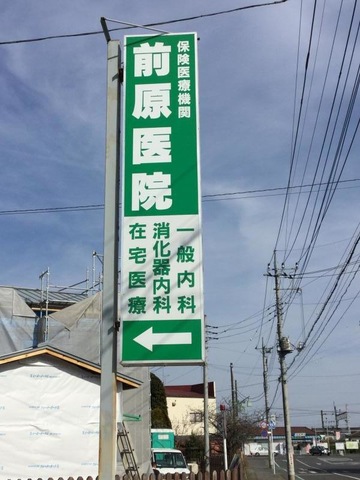 保険医療機関
前原医院
一般内科
消化器内科
在宅医療